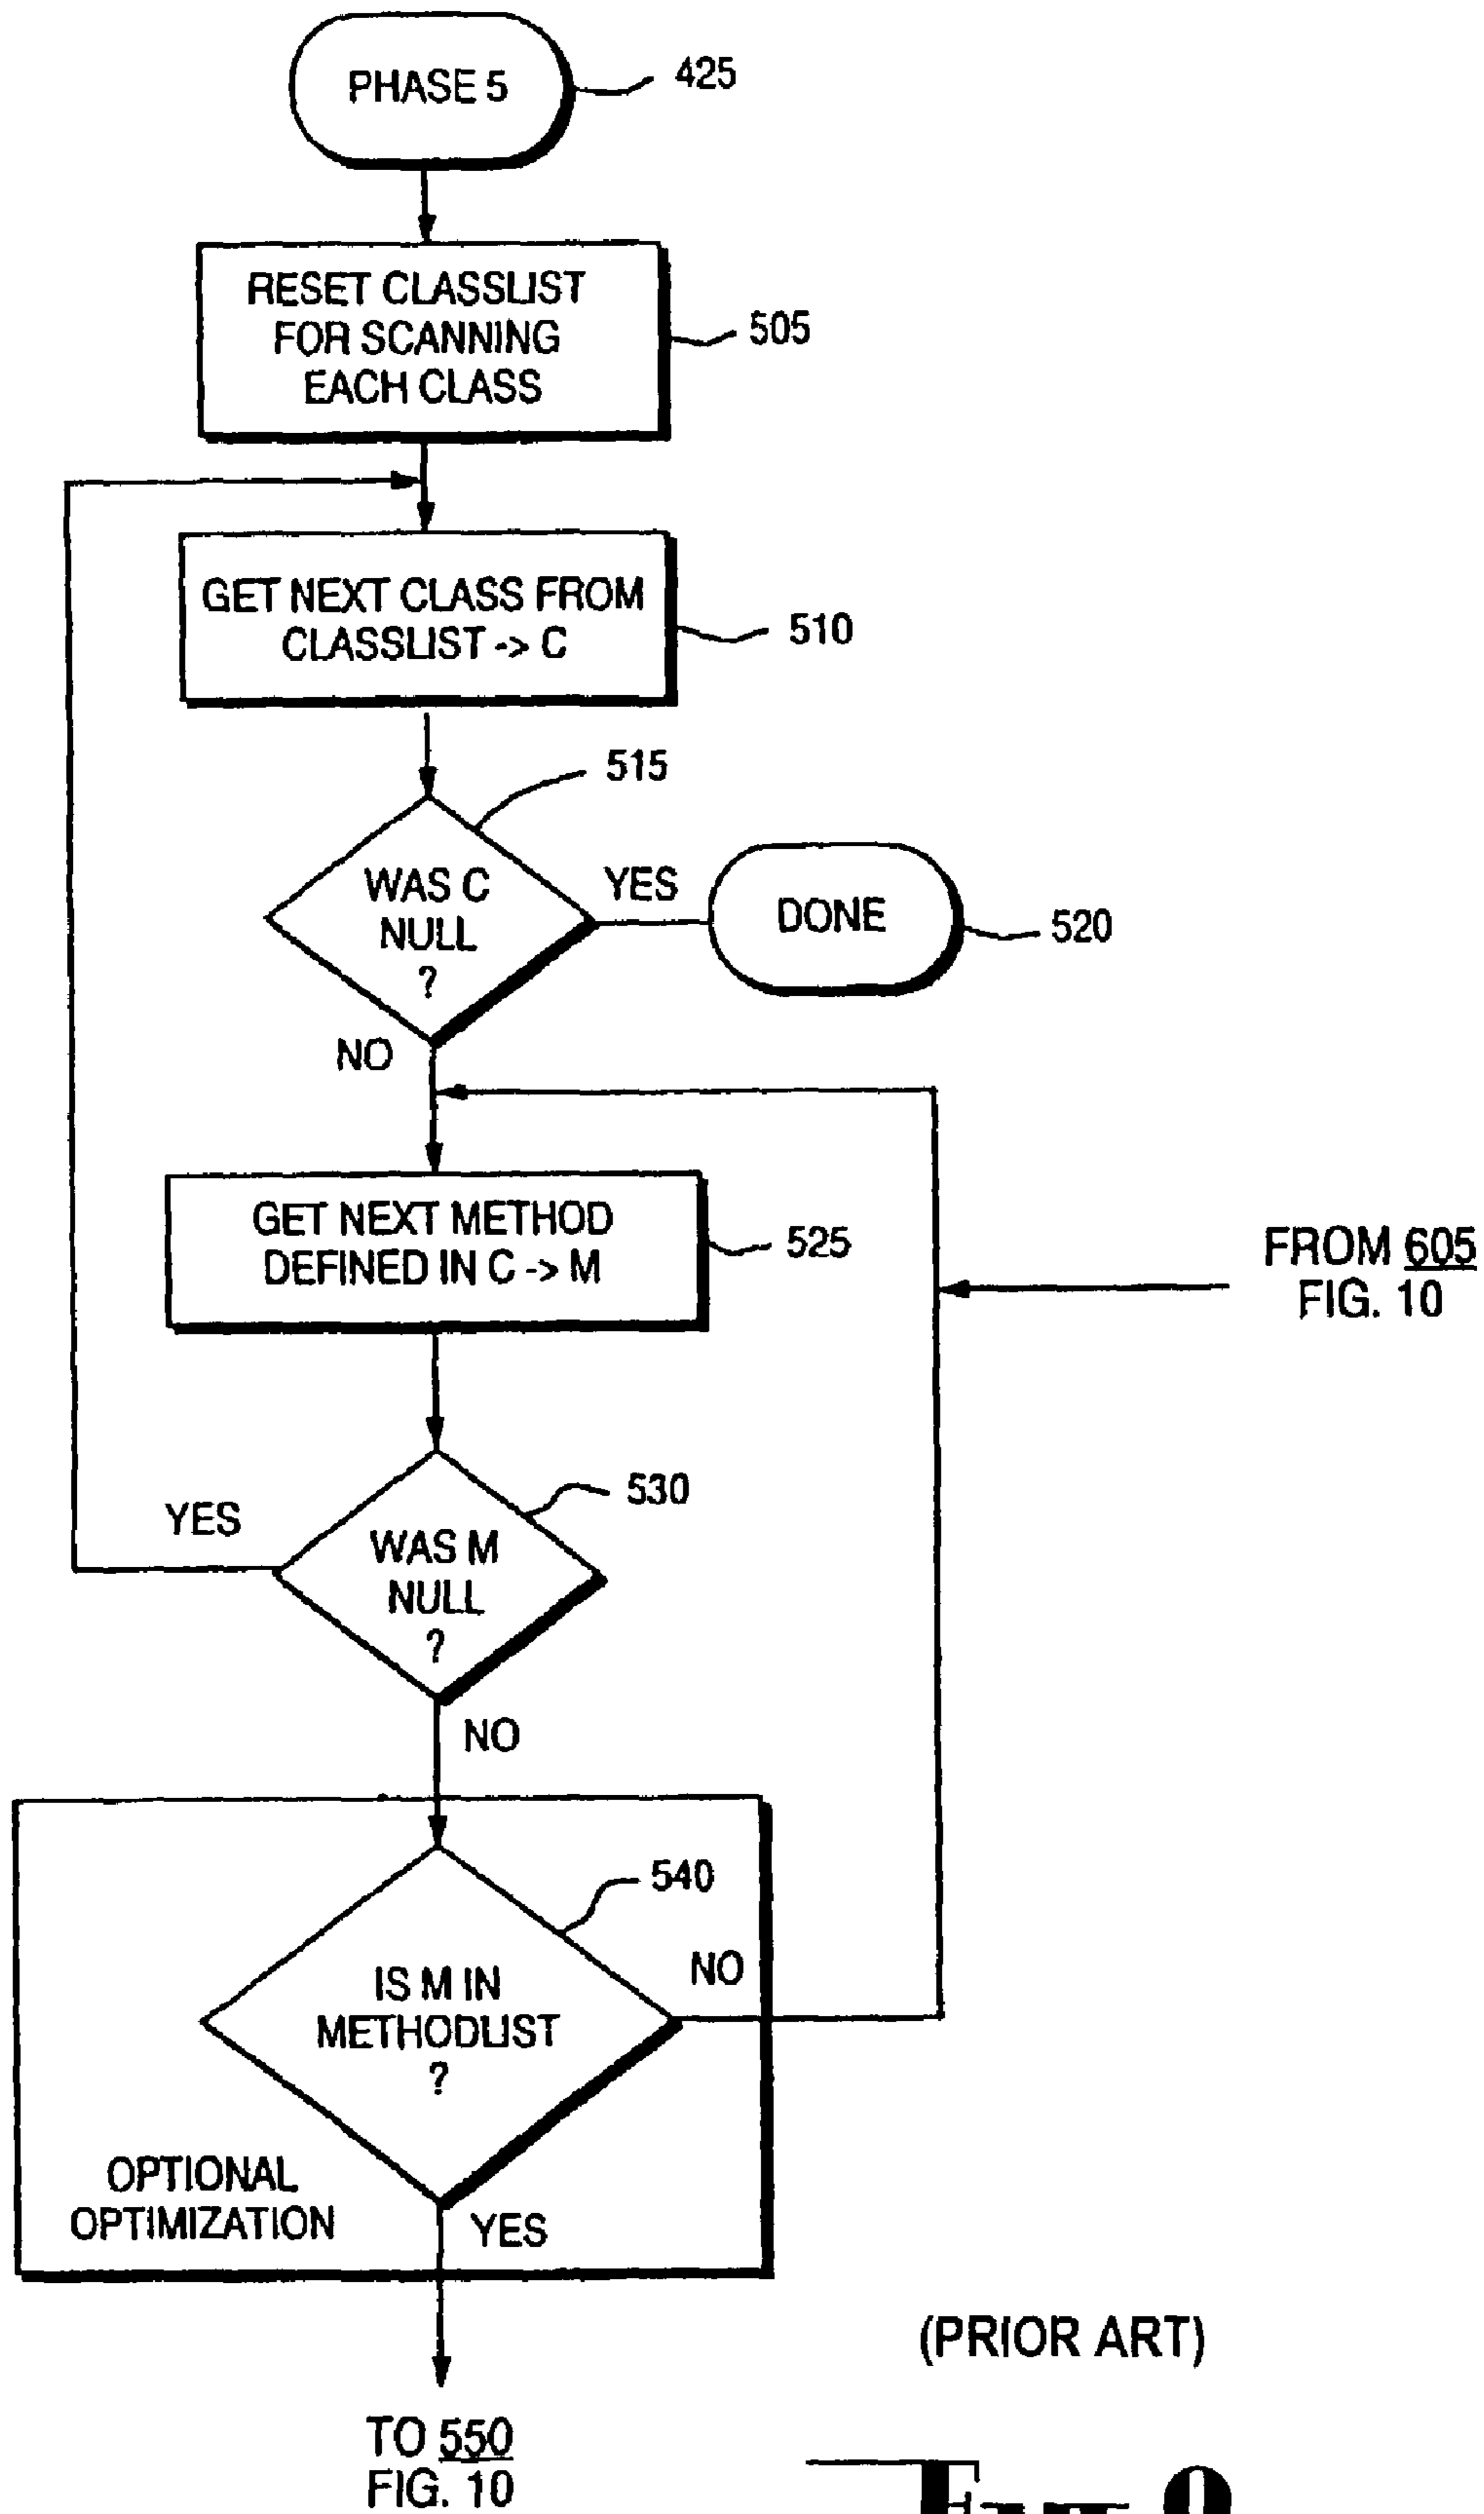 PHASE 5
425
RESET CLASSLIST
FOR SCANNING
EACH CLASS
505
GET NEXT CLASS FROM
CLASSLIST -> C
510
515
WAS C
NULL
?
YES
DONE
520
NO
GET NEXT METHOD
DEFINED IN C -> M
525
FROM 605
FIG. 10
530
YES
WAS M
NULL
?
NO
540
NO
IS M IN
METHODLIST
?
OPTIONAL
OPTIMIZATION
YES
(PRIOR ART)
TO 550
FIG. 10